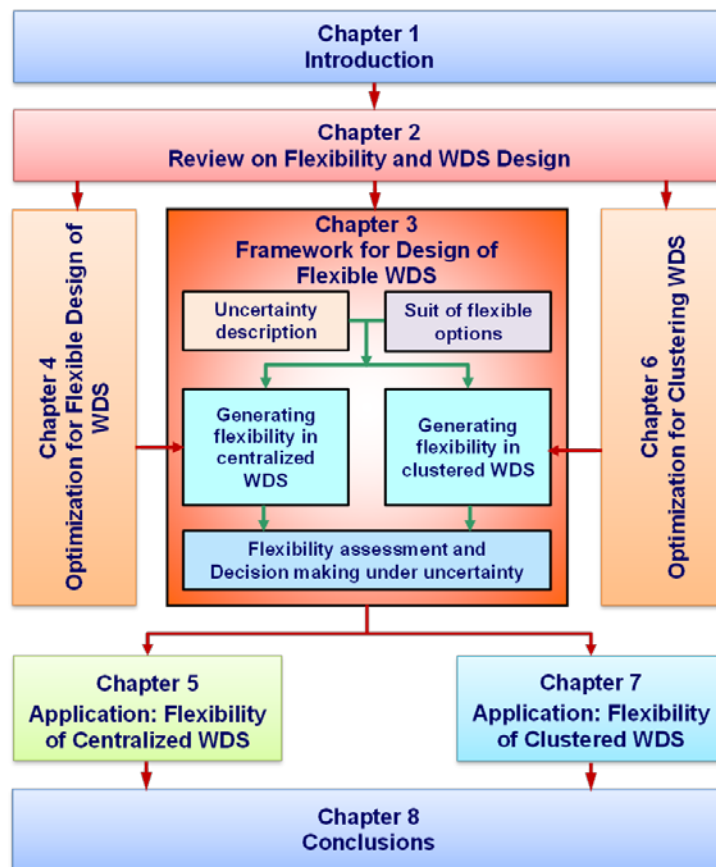 Chapter 1
Introduction
Chapter 2
Review on Flexibility and WDS Design
Chapter 4
Optimization for Flexible Design of
WDS
Chapter 3
Framework for Design of
Flexible WDS
Uncertainty
description
Suit of flexible
options
Generating
flexibility in
centralized
WDS
Generating
flexibility in
clustered WDS
Flexibility assessment and
Decision making under uncertainty
Chapter 6
Optimization for Clustering WDS
Chapter 5
Application: Flexibility
of Centralized WDS
Chapter 7
Application: Flexibility
of Clustered WDS
Chapter 8
Conclusions